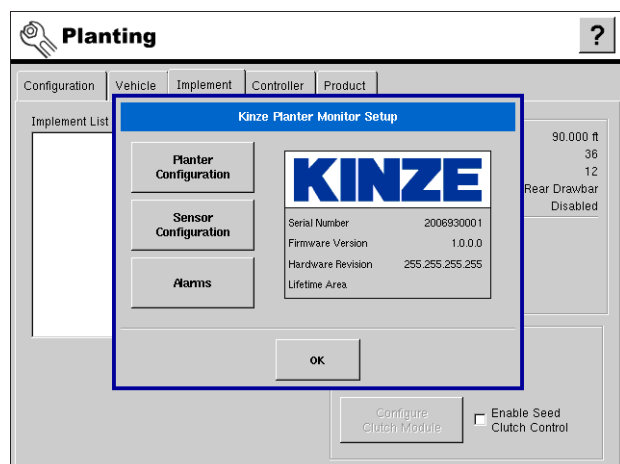 Planting
?
Configuration Vehicle Implement Controller Product
Implement List
90.000 ft
36
12
Rear Drawbar
Disabled
Kinze Planter Monitor Setup
Planter
Configuration
Sensor
Configuration
Alarms
KINZE
Serial Number 2006930001
Firmware Version 1.0.0.0
Hardware Revision 255.255.255.255
Lifetime Area
OK
Configure
Clutch Module
Enable Seed
Clutch Control